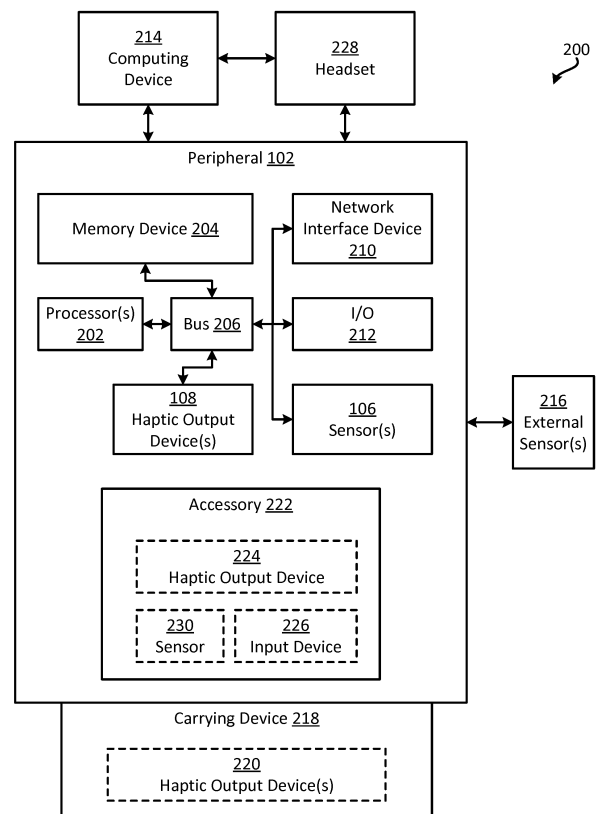 214
Computing
Device
228
Headset
200
Peripheral 102
Memory Device 204
Network
Interface Device
210
Processor(s)
202
Bus 206
I/O
212
108
Haptic Output
Device(s)
106
Sensor(s)
216
External
Sensor(s)
Accessory 222
224
Haptic Output Device
230
Sensor
226
Input Device
Carrying Device 218
220
Haptic Output Device(s)